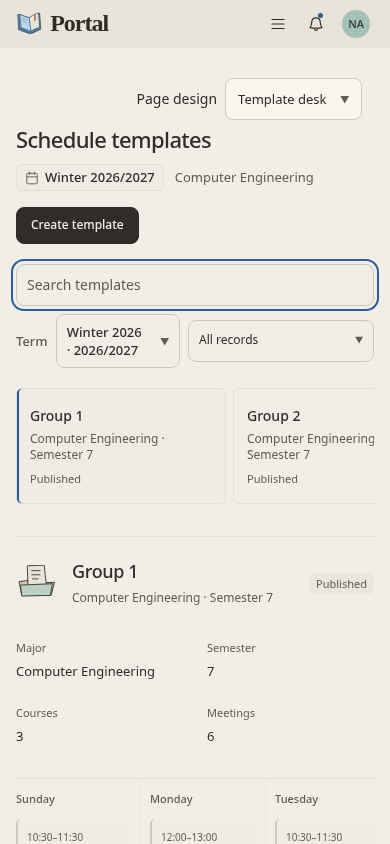 Portal
NA
Page design
Template desk
Schedule templates
Winter 2026/2027
Computer Engineering
Create template
Search templates
Term
Winter 2026
· 2026/2027
All records
Group 1
Computer Engineering ·
Semester 7
Published
Group 2
Computer Engineering
Semester 7
Published
Group 1
Computer Engineering · Semester 7
Published
Major
Computer Engineering
Semester
7
Courses
3
Meetings
6
Sunday
Monday
Tuesday
10:30–11:30
12:00–13:00
10:30–11:30